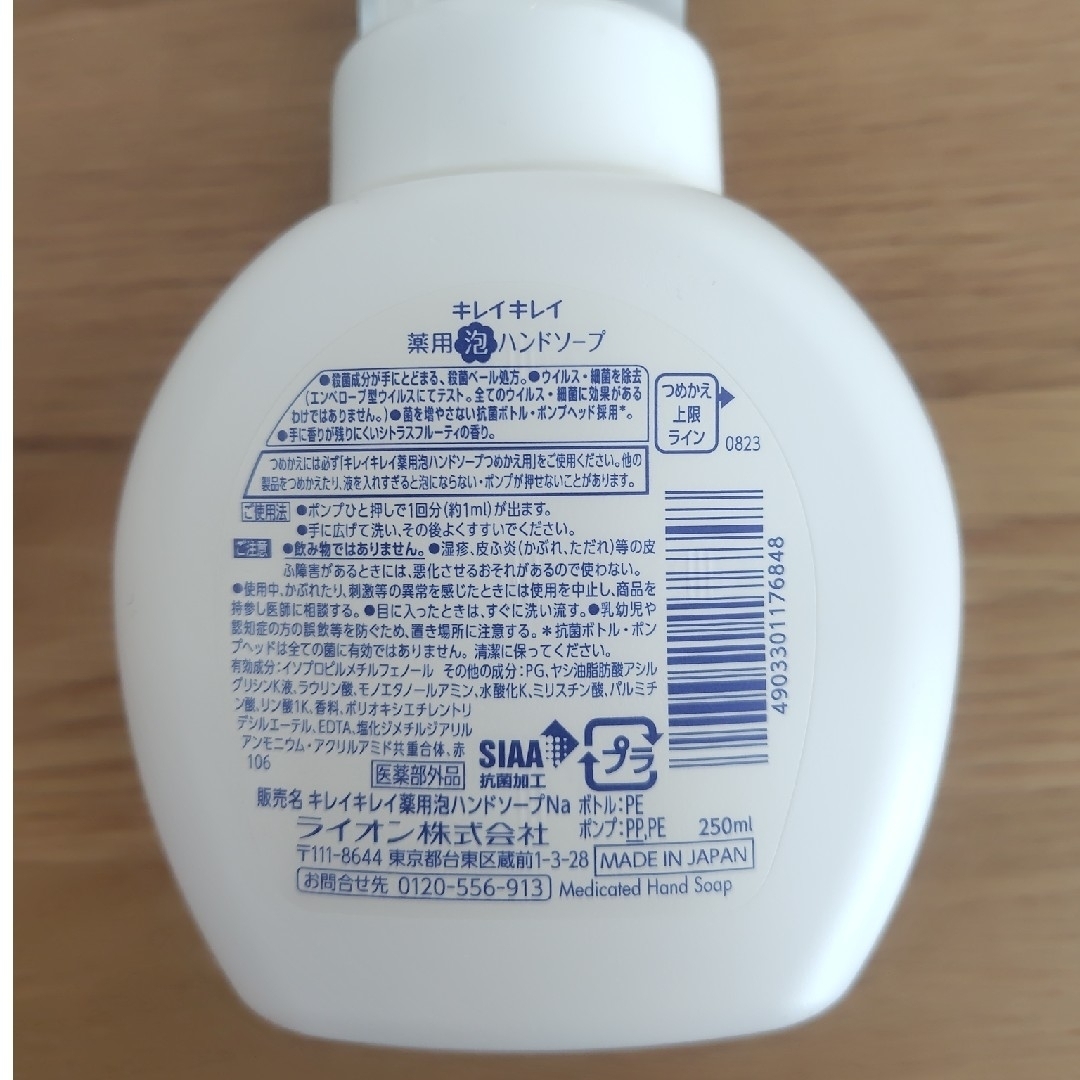 キレイキレイ
薬用泡ハンドソープ
●殺菌成分が手にとどまる、殺菌ベール処方。●ウイルス・細菌を除去
(エンベロープ型ウイルスにてテスト。全てのウイルス・細菌に効果がある
わけではありません。)●菌を増やさない抗菌ボトル・ポンプヘッド採用*。
●手に香りが残りにくいシトラスフルーティの香り。
つめかえ
上限
ライン
0823
つめかえには必ず「キレイキレイ薬用泡ハンドソープつめかえ用」をご使用ください。他の
製品をつめかえたり、液を入れすぎると泡にならない・ポンプが押せないことがあります。
ご使用法 ●ポンプひと押しで1回分(約1ml)が出ます。
●手に広げて洗い、その後よくすすいでください。
ご注意 ●飲み物ではありません。●湿疹、皮ふ炎(かぶれ、ただれ)等の皮
ふ障害があるときには、悪化させるおそれがあるので使わない。
●使用中、かぶれたり、刺激等の異常を感じたときには使用を中止し、商品を
持参し医師に相談する。●目に入ったときは、すぐに洗い流す。●乳幼児や
認知症の方の誤飲等を防ぐため、置き場所に注意する。*抗菌ボトル・ポン
プヘッドは全ての菌に有効ではありません。清潔に保ってください。
有効成分:イソプロピルメチルフェノール その他の成分:PG、ヤシ油脂肪酸アシル
グリシンK液、ラウリン酸、モノエタノールアミン、水酸化K、ミリスチン酸、パルミチ
ン酸、リン酸1K、香料、ポリオキシエチレントリ
デシルエーテル、EDTA、塩化ジメチルジアリル
アンモニウム・アクリルアミド共重合体、赤
106
4903301176848
医薬部外品
SIAA
抗菌加工
プラ
販売名 キレイキレイ薬用泡ハンドソープNa
ボトル:PE
ポンプ:PP,PE
250ml
ライオン株式会社
〒111-8644 東京都台東区蔵前1-3-28
MADE IN JAPAN
お問合せ先 0120-556-913
Medicated Hand Soap